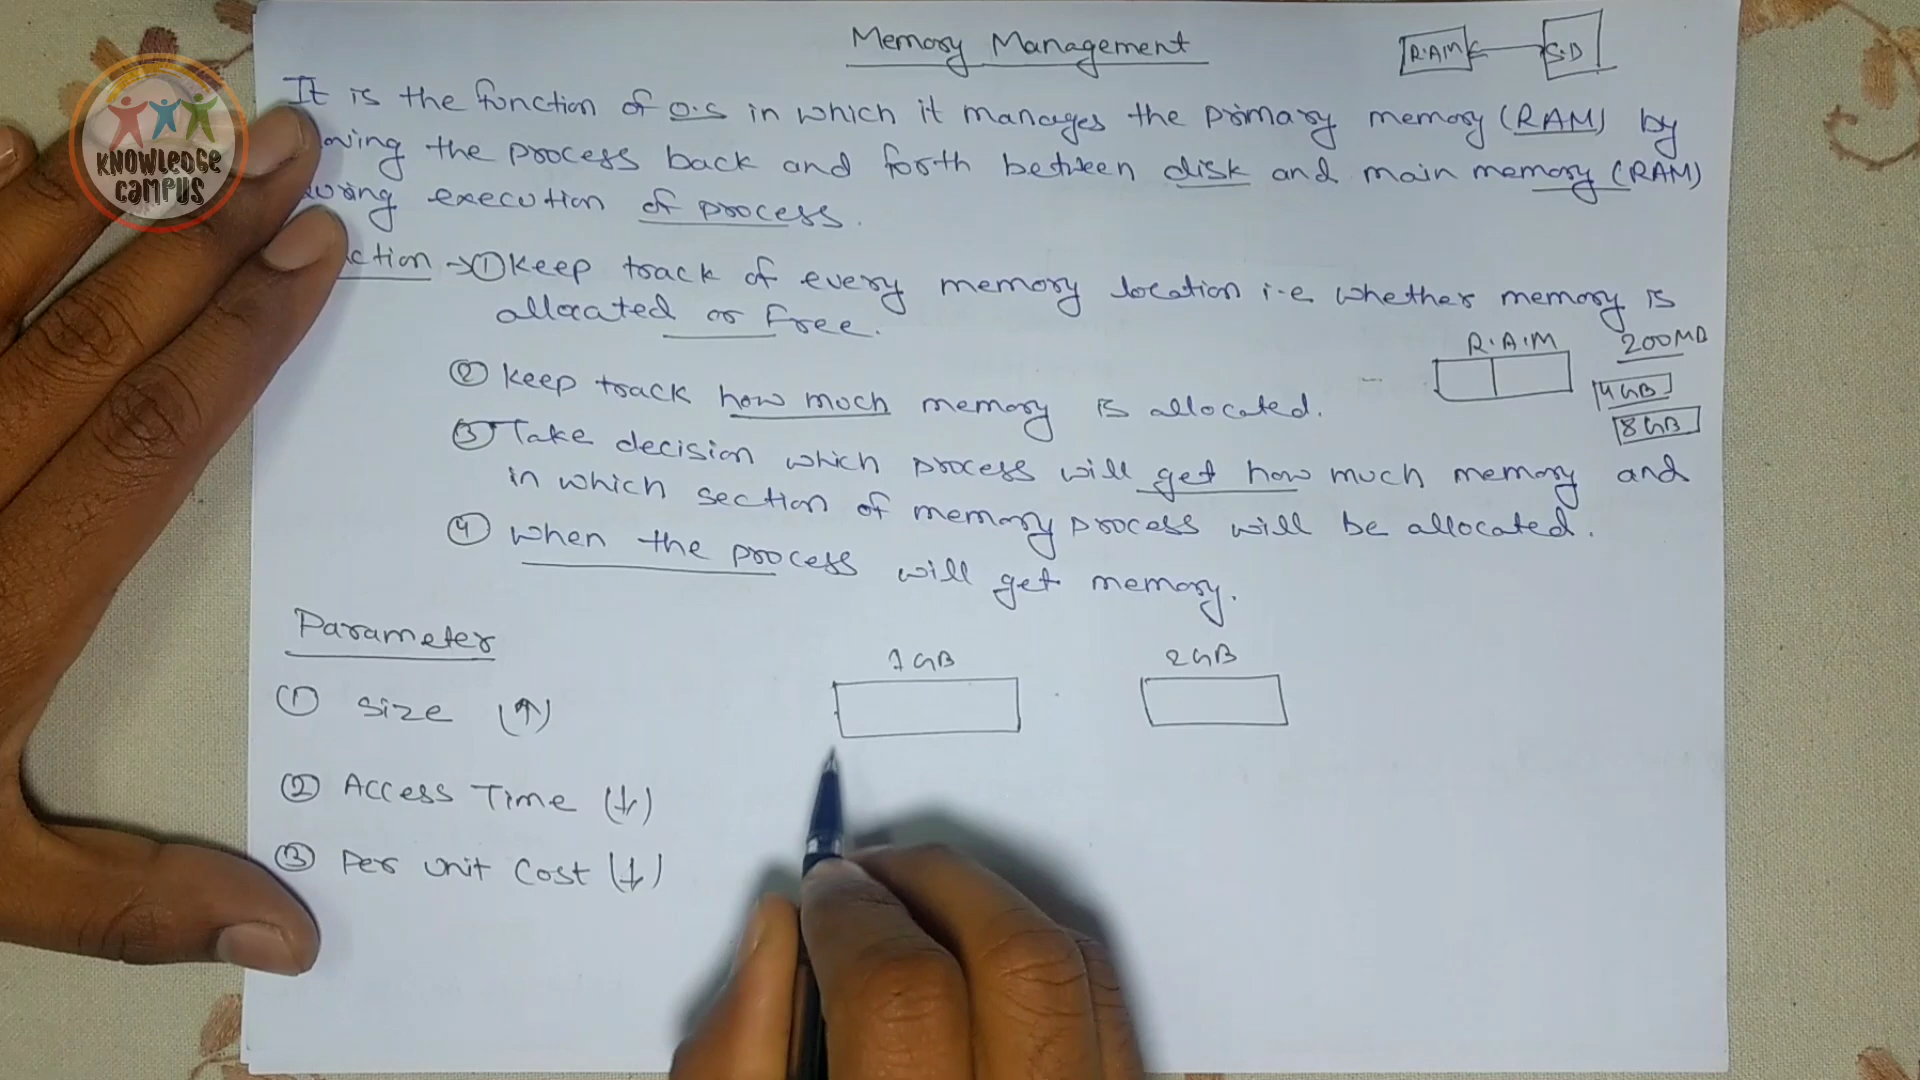 Memory Management
R.A.M S.D
It is the function of O.S in which it manages the primary memory (RAM) by
oving the process back and forth between disk and main memory (RAM)
uring execution of process.
ction → ① Keep track of every memory location i.e whether memory is
allocated or free.
R.A.M 200MB
4GB
8GB
② Keep track how much memory is allocated.
③ Take decision which process will get how much memory and
in which section of memory process will be allocated.
④ when the process will get memory.
Parameter
1GB 2GB
① Size (↑)
② Access Time (↓)
③ Per unit Cost (↓)
KNOWLEDGE
CAMPUS